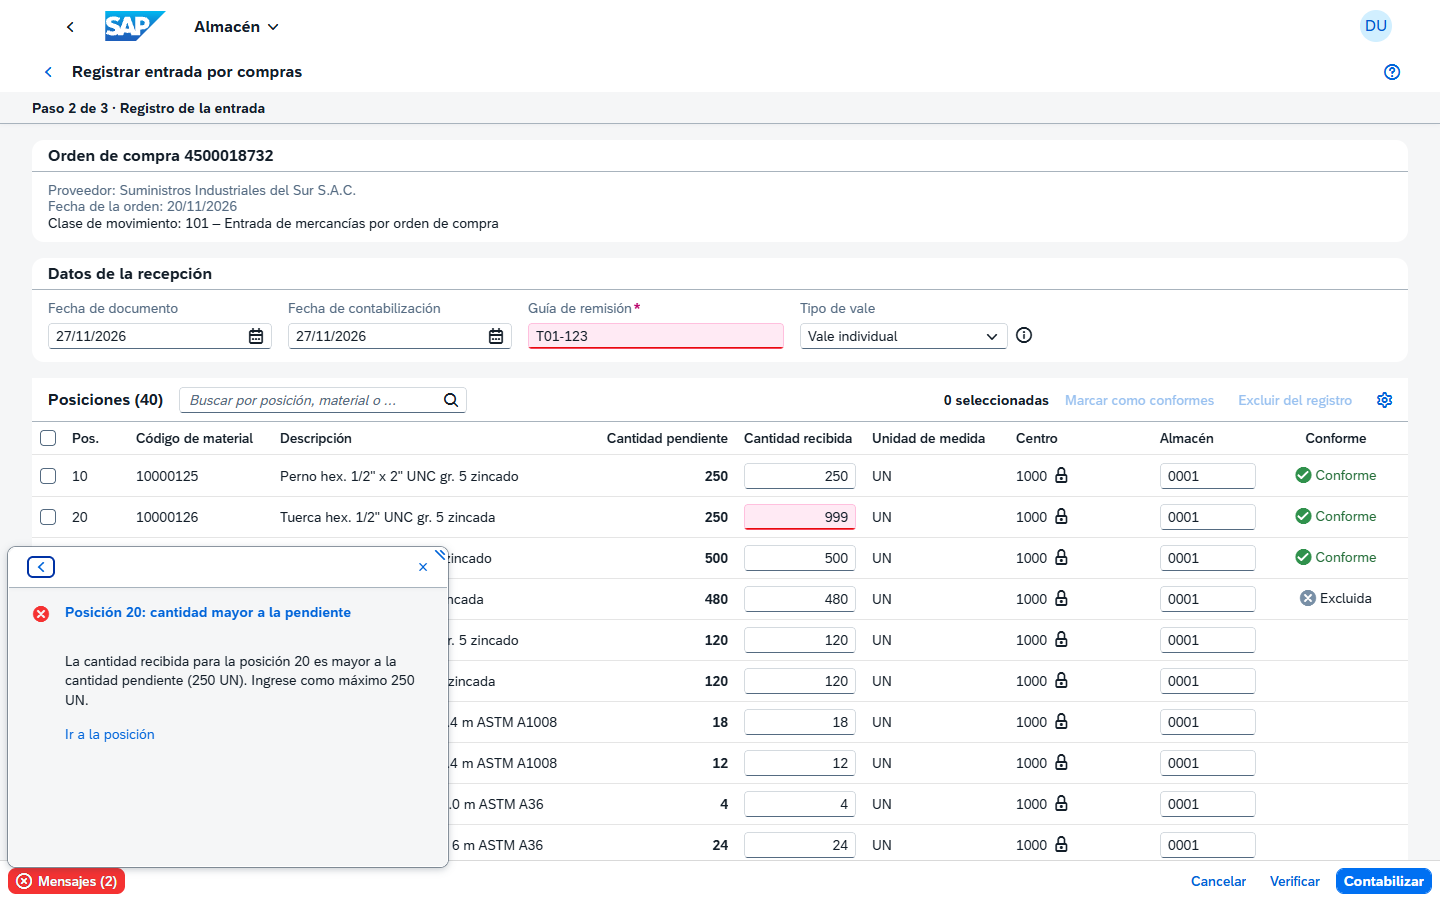 SAP Almacén DU
Registrar entrada por compras
Paso 2 de 3 · Registro de la entrada
Orden de compra 4500018732
Proveedor: Suministros Industriales del Sur S.A.C.
Fecha de la orden: 20/11/2026
Clase de movimiento: 101 – Entrada de mercancías por orden de compra
Datos de la recepción
Fecha de documento Fecha de contabilización Guía de remisión* Tipo de vale
27/11/2026 27/11/2026 T01-123 Vale individual
Posiciones (40) Buscar por posición, material o ... 0 seleccionadas Marcar como conformes Excluir del registro
Pos. Código de material Descripción Cantidad pendiente Cantidad recibida Unidad de medida Centro Almacén Conforme
10 10000125 Perno hex. 1/2" x 2" UNC gr. 5 zincado 250 250 UN 1000 0001 Conforme
20 10000126 Tuerca hex. 1/2" UNC gr. 5 zincada 250 999 UN 1000 0001 Conforme
zincado 500 500 UN 1000 0001 Conforme
ncada 480 480 UN 1000 0001 Excluida
r. 5 zincado 120 120 UN 1000 0001
zincada 120 120 UN 1000 0001
.4 m ASTM A1008 18 18 UN 1000 0001
.4 m ASTM A1008 12 12 UN 1000 0001
.0 m ASTM A36 4 4 UN 1000 0001
6 m ASTM A36 24 24 UN 1000 0001
Posición 20: cantidad mayor a la pendiente
La cantidad recibida para la posición 20 es mayor a la
cantidad pendiente (250 UN). Ingrese como máximo 250
UN.
Ir a la posición
Mensajes (2) Cancelar Verificar Contabilizar